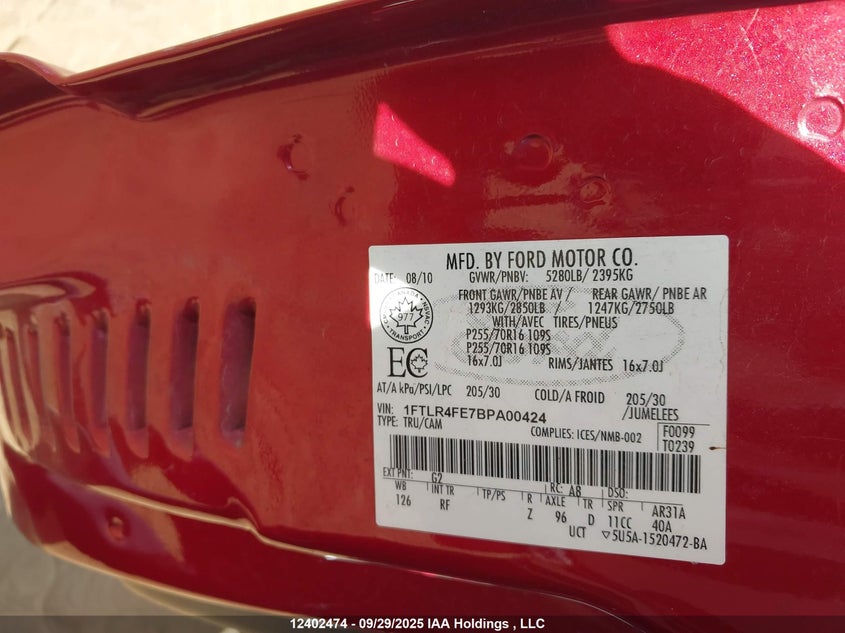 MFD. BY FORD MOTOR CO.
DATE: 08/10 GVWR/PNBV: 5280LB/ 2395KG
FRONT GAWR/PNBE AV / REAR GAWR/ PNBE AR
1293KG/2850LB / 1247KG/2750LB
WITH/AVEC TIRES/PNEUS
P255/70R16 109S
P255/70R16 109S
16x7.0J RIMS/JANTES 16x7.0J
CANADA
977
TRANSPORT
EC
AT/A kPa/PSI/LPC 205/30 COLD/A FROID 205/30
/JUMELEES
VIN: 1FTLR4FE7BPA00424
TYPE: TRU/CAM
COMPLIES: ICES/NMB-002
F0099
T0239
EXT PNT: G2 RC: AB DSO:
WB INT TR TP/PS R AXLE TR SPR AR31A
126 RF Z 96 D 11CC 40A
UCT ▽5U5A-1520472-BA
12402474 - 09/29/2025 IAA Holdings , LLC